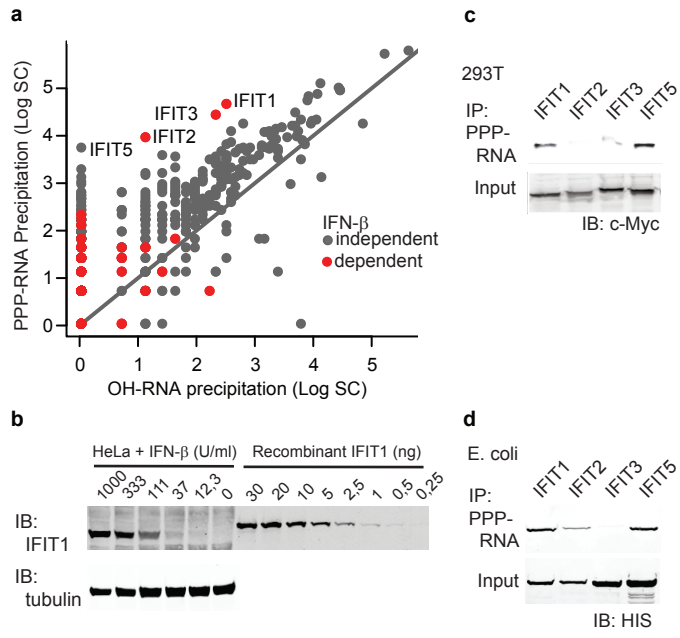 a
PPP-RNA Precipitation (Log SC)
5
4
3
2
1
0
IFIT3
IFIT1
IFIT2
IFIT5
IFN-β
independent
dependent
0 1 2 3 4 5
OH-RNA precipitation (Log SC)
b
HeLa + IFN-β (U/ml)
Recombinant IFIT1 (ng)
1000 333 111 37 12,3 0
30 20 10 5 2,5 1 0,5 0,25
IB:
IFIT1
IB:
tubulin
c
293T
IFIT1 IFIT2 IFIT3 IFIT5
IP:
PPP-
RNA
Input
IB: c-Myc
d
E. coli
IFIT1 IFIT2 IFIT3 IFIT5
IP:
PPP-
RNA
Input
IB: HIS